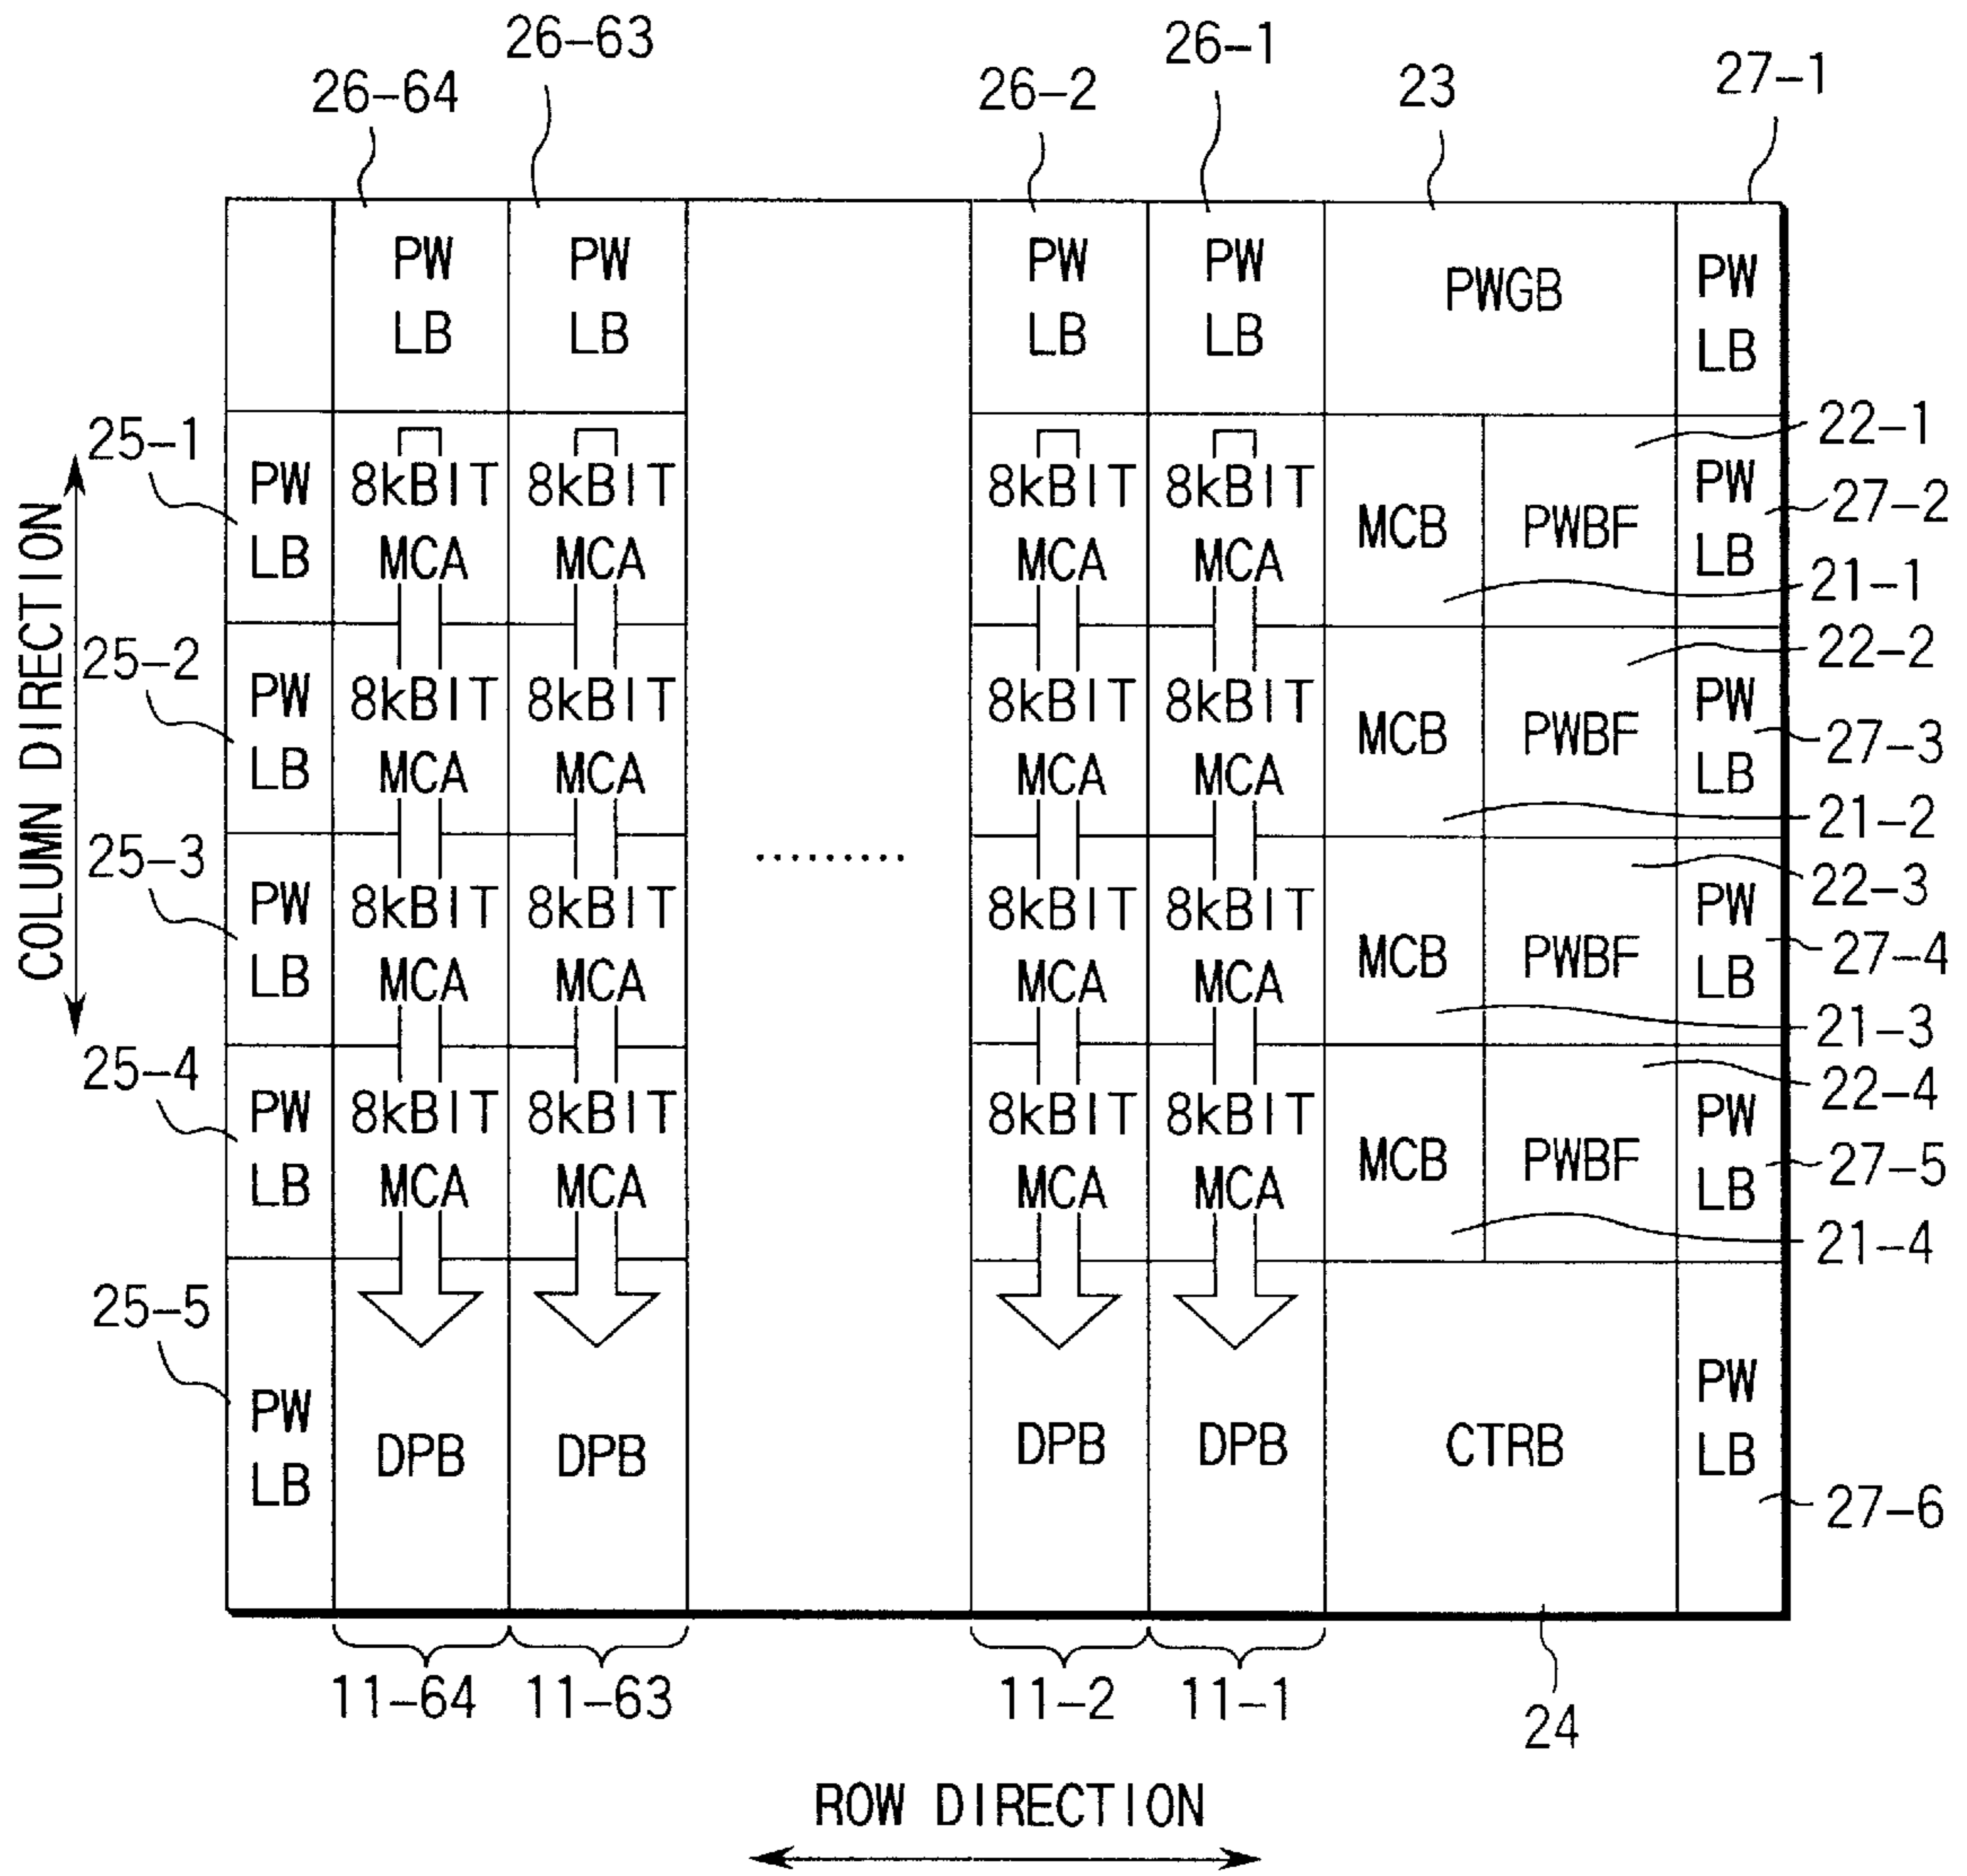 26-63
26-1
26-64
26-2
23
27-1
PW
PW
PW
PW
PWGB
PW
LB
LB
LB
LB
LB
25-1
PW
8kBIT
8kBIT
8kBIT
8kBIT
PW
22-1
27-2
LB
MCA
MCA
MCA
MCA
MCB
PWBF
LB
21-1
25-2
PW
8kBIT
8kBIT
8kBIT
8kBIT
PW
22-2
27-3
LB
MCA
MCA
MCA
MCA
MCB
PWBF
LB
21-2
COLUMN DIRECTION
25-3
PW
8kBIT
8kBIT
.........
8kBIT
8kBIT
PW
22-3
27-4
LB
MCA
MCA
MCA
MCA
MCB
PWBF
LB
21-3
25-4
PW
8kBIT
8kBIT
8kBIT
8kBIT
PW
22-4
27-5
LB
MCA
MCA
MCA
MCA
MCB
PWBF
LB
21-4
25-5
PW
LB
DPB
DPB
DPB
DPB
CTRB
PW
LB
27-6
11-64
11-63
11-2
11-1
24
ROW DIRECTION